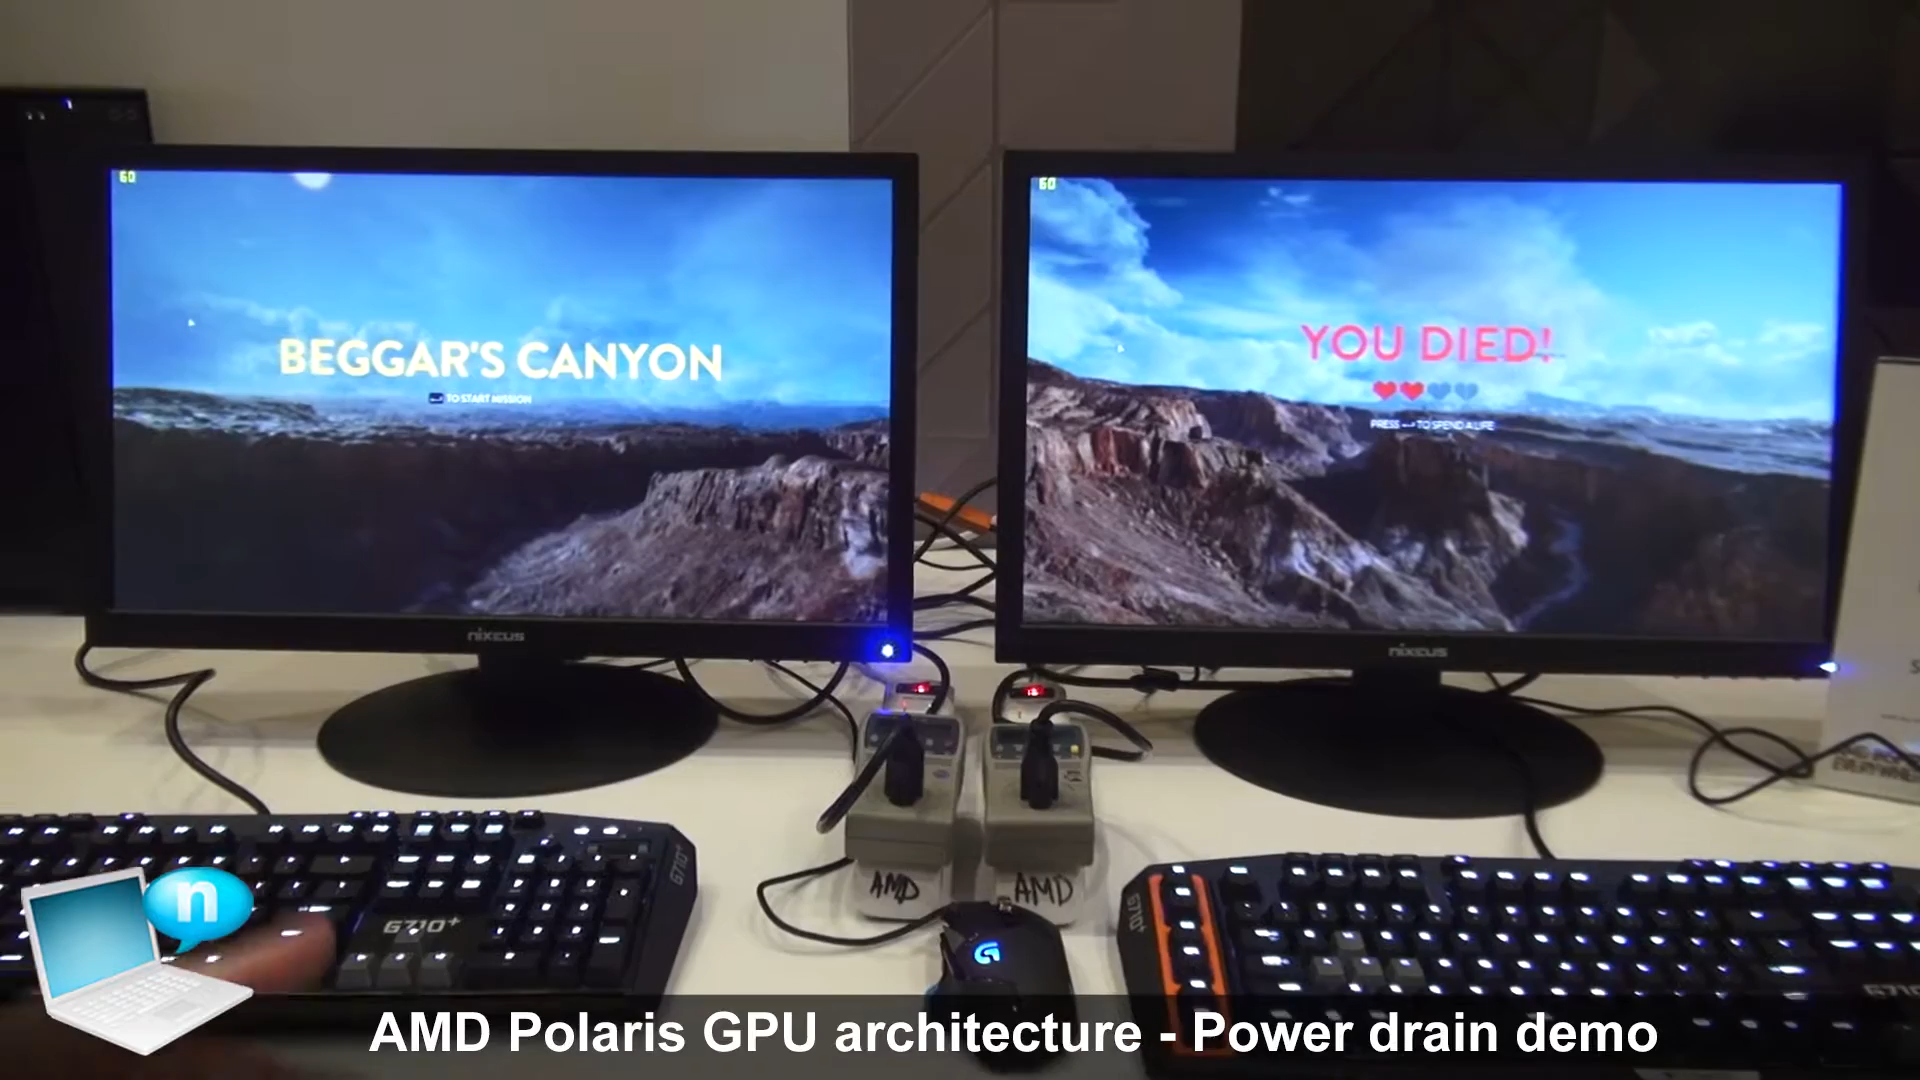 60
BEGGAR'S CANYON
TO START MISSION
nixeus
60
YOU DIED!
PRESS TO SPEND A LIFE
nixeus
AMD
AMD
G710+
G710+
G710
n
AMD Polaris GPU architecture - Power drain demo